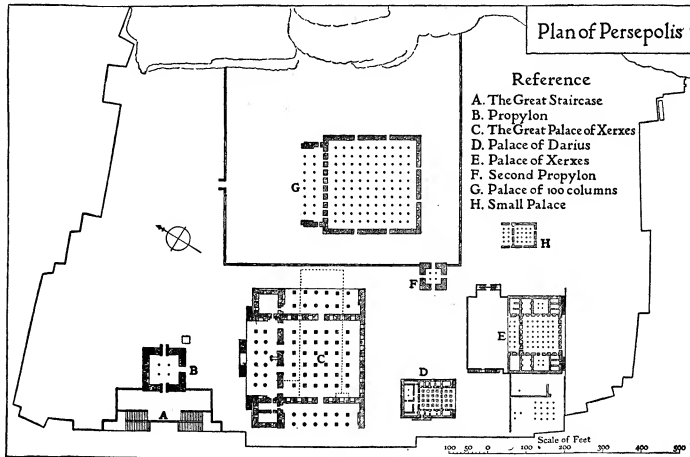 Plan of Persepolis
Reference
A. The Great Staircase
B. Propylon
C. The Great Palace of Xerxes
D. Palace of Darius
E. Palace of Xerxes
F. Second Propylon
G. Palace of 100 columns
H. Small Palace
G
H
F
E
C
B
D
A
Scale of Feet
100 50 0 100 200 300 400 500